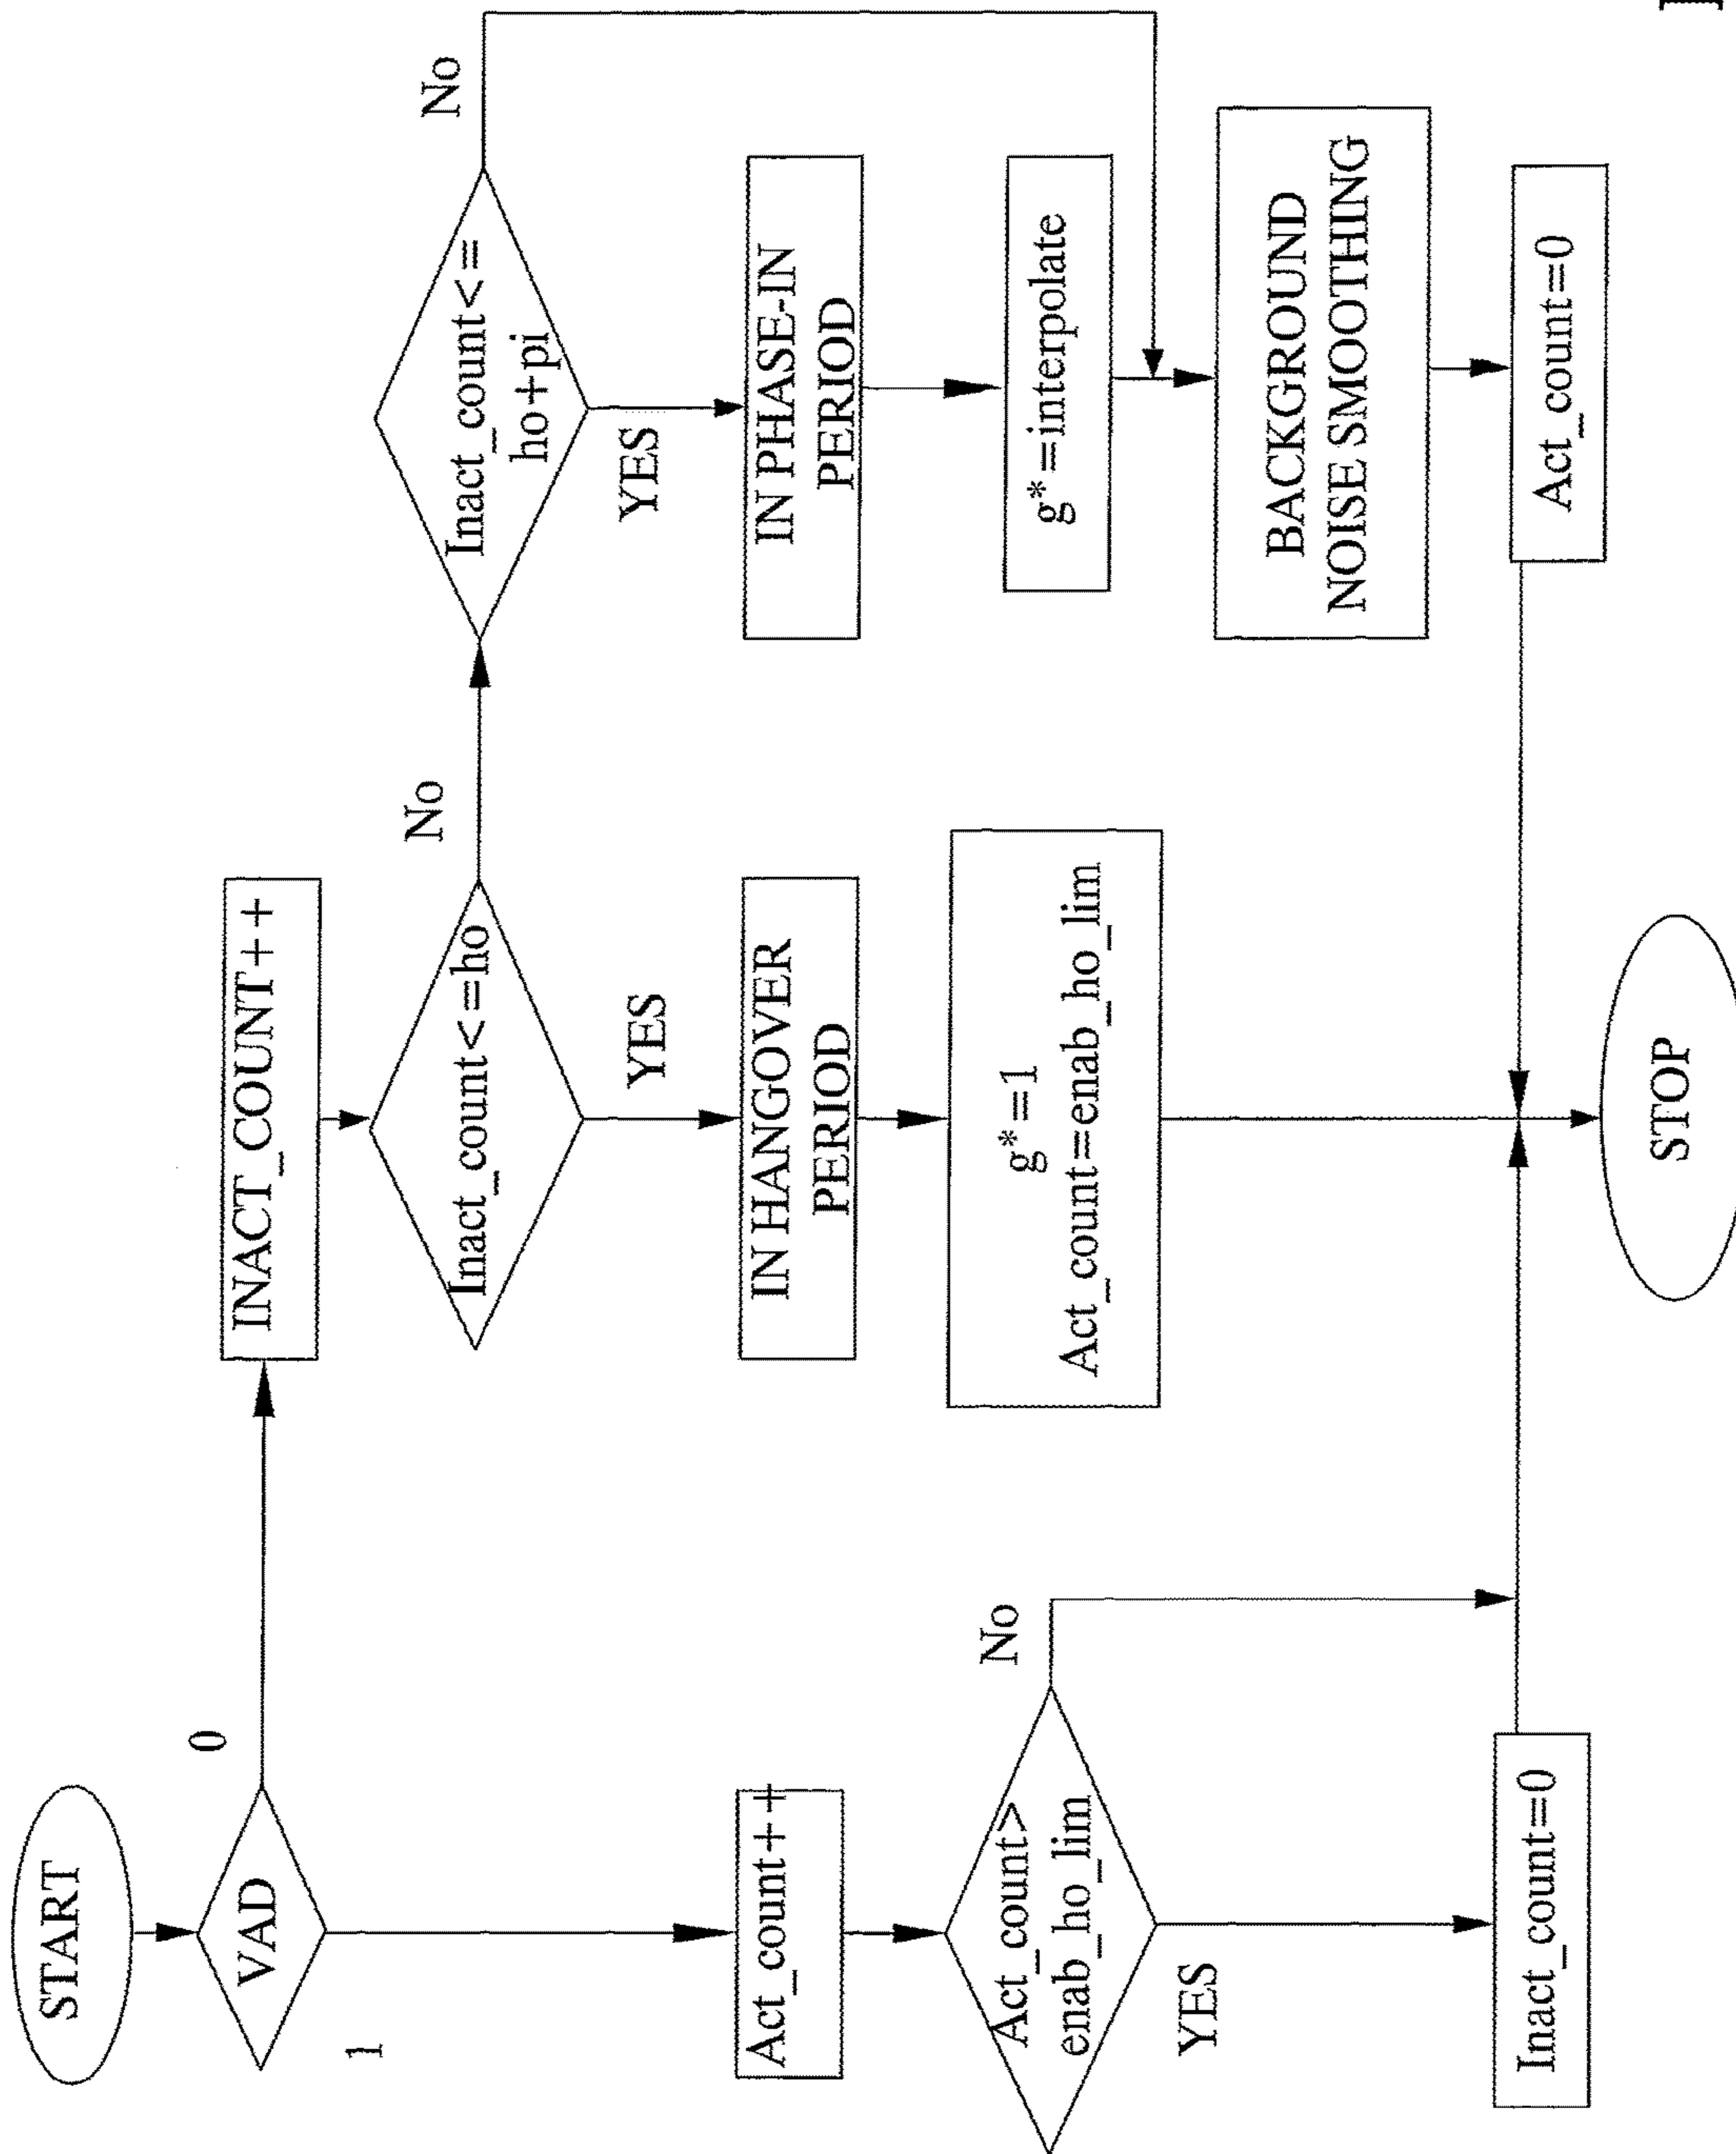 START
VAD
0
1
INACT_COUNT++
Inact_count<=ho
No
YES
Inact_count<=
ho+pi
No
YES
IN HANGOVER
PERIOD
g*=1
Act_count=enab_ho_lim
IN PHASE-IN
PERIOD
g*=interpolate
BACKGROUND
NOISE SMOOTHING
Act_count=0
Act_count++
Act_count>
enab_ho_lim
No
YES
Inact_count=0
STOP